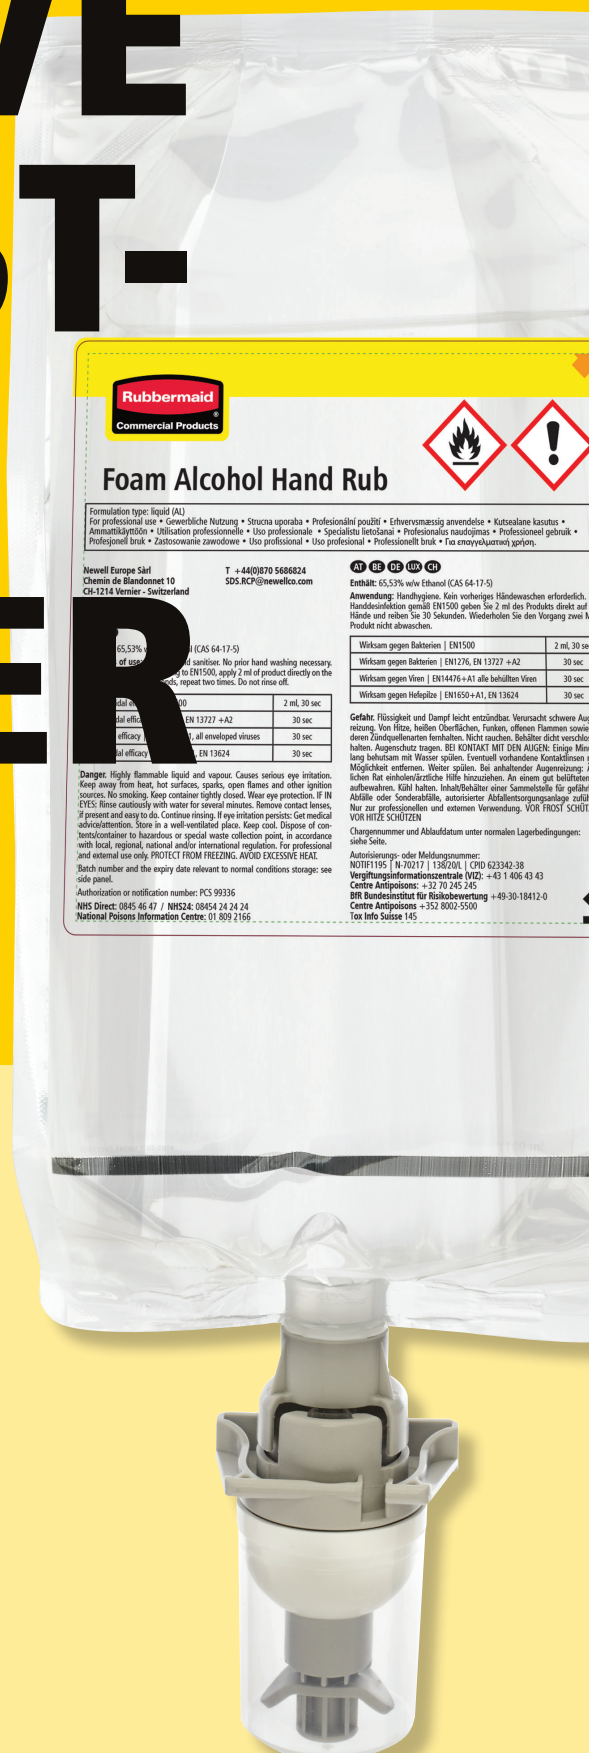 VE
ST-
ER
Rubbermaid
®
Commercial Products
Foam Alcohol Hand Rub
Formulation type: liquid (AL)
For professional use • Gewerbliche Nutzung • Strucna uporaba • Profesionální použití • Erhvervsmæssig anvendelse • Kutsealane kasutus •
Ammattikäyttöön • Utilisation professionnelle • Uso professionale • Specialistu lietošanai • Profesionalus naudojimas • Professioneel gebruik •
Profesjonell bruk • Zastosowanie zawodowe • Uso profissional • Uso profesional • Professionellt bruk • Για επαγγελματική χρήση.
Newell Europe Sàrl
Chemin de Blandonnet 10
CH-1214 Vernier - Switzerland
T +44(0)870 5686824
SDS.RCP@newellco.com
65,53% w (CAS 64-17-5)
of use: d sanitiser. No prior hand washing necessary.
g to EN1500, apply 2 ml of product directly on the
nds, repeat two times. Do not rinse off.
00 2 ml, 30 sec
EN 13727 +A2 30 sec
efficacy 1, all enveloped viruses 30 sec
efficacy , EN 13624 30 sec
Danger. Highly flammable liquid and vapour. Causes serious eye irritation.
Keep away from heat, hot surfaces, sparks, open flames and other ignition
sources. No smoking. Keep container tightly closed. Wear eye protection. IF IN
EYES: Rinse cautiously with water for several minutes. Remove contact lenses,
if present and easy to do. Continue rinsing. If eye irritation persists: Get medical
advice/attention. Store in a well-ventilated place. Keep cool. Dispose of con-
tents/container to hazardous or special waste collection point, in accordance
with local, regional, national and/or international regulation. For professional
and external use only. PROTECT FROM FREEZING. AVOID EXCESSIVE HEAT.
Batch number and the expiry date relevant to normal conditions storage: see
side panel.
Authorization or notification number: PCS 99336
NHS Direct: 0845 46 47 / NHS24: 08454 24 24 24
National Poisons Information Centre: 01 809 2166
AT BE DE LUX CH
Enthält: 65,53% w/w Ethanol (CAS 64-17-5)
Anwendung: Handhygiene. Kein vorheriges Händewaschen erforderlich.
Handdesinfektion gemäß EN1500 geben Sie 2 ml des Produkts direkt auf
Hände und reiben Sie 30 Sekunden. Wiederholen Sie den Vorgang zwei M
Produkt nicht abwaschen.
Wirksam gegen Bakterien | EN1500 2 ml, 30 se
Wirksam gegen Bakterien | EN1276, EN 13727 +A2 30 sec
Wirksam gegen Viren | EN14476+A1 alle behüllten Viren 30 sec
Wirksam gegen Hefepilze | EN1650+A1, EN 13624 30 sec
Gefahr. Flüssigkeit und Dampf leicht entzündbar. Verursacht schwere Aug
reizung. Von Hitze, heißen Oberflächen, Funken, offenen Flammen sowie
deren Zündquellenarten fernhalten. Nicht rauchen. Behälter dicht verschlos
halten. Augenschutz tragen. BEI KONTAKT MIT DEN AUGEN: Einige Minu
lang behutsam mit Wasser spülen. Eventuell vorhandene Kontaktlinsen n
Möglichkeit entfernen. Weiter spülen. Bei anhaltender Augenreizung: Ä
lichen Rat einholen/ärztliche Hilfe hinzuziehen. An einem gut belüfteten
aufbewahren. Kühl halten. Inhalt/Behälter einer Sammelstelle für gefähr
Abfälle oder Sonderabfälle, autorisierter Abfallentsorgungsanlage zufüh
Nur zur professionellen und externen Verwendung. VOR FROST SCHÜT
VOR HITZE SCHÜTZEN
Chargennummer und Ablaufdatum unter normalen Lagerbedingungen:
siehe Seite.
Autorisierungs- oder Meldungsnummer:
NOTIF1195 | N-70217 | 138/20/L | CPID 623342-38
Vergiftungsinformationszentrale (VIZ): +43 1 406 43 43
Centre Antipoisons: +32 70 245 245
BfR Bundesinstitut für Risikobewertung +49-30-18412-0
Centre Antipoisons +352 8002-5500
Tox Info Suisse 145